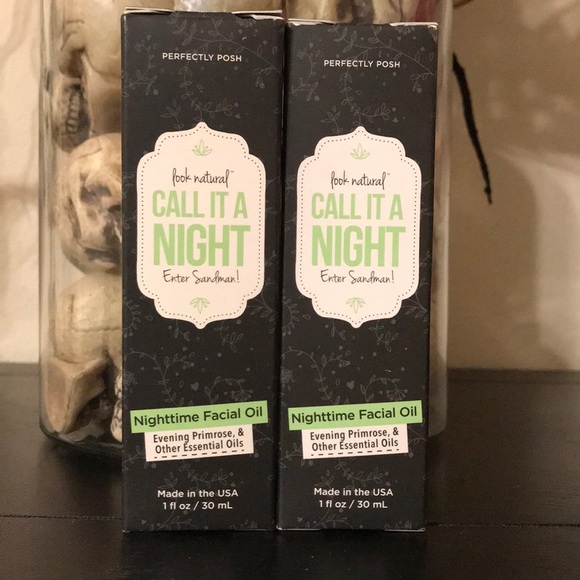 PERFECTLY POSH
look natural™
CALL IT A
NIGHT
Enter Sandman!
Nighttime Facial Oil
Evening Primrose, &
Other Essential Oils
Made in the USA
1 fl oz / 30 mL
PERFECTLY POSH
look natural™
CALL IT A
NIGHT
Enter Sandman!
Nighttime Facial Oil
Evening Primrose, &
Other Essential Oils
Made in the USA
1 fl oz / 30 mL